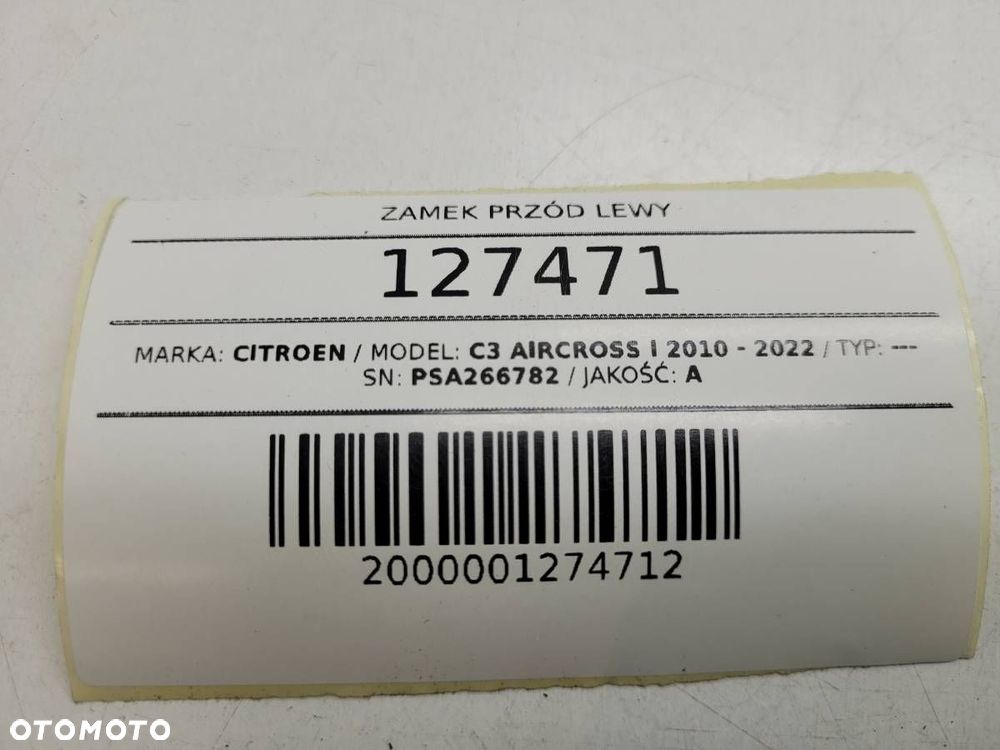 ZAMEK PRZÓD LEWY
127471
MARKA: CITROEN / MODEL: C3 AIRCROSS I 2010 - 2022 / TYP: ---
SN: PSA266782 / JAKOŚĆ: A
2000001274712
OTOMOTO